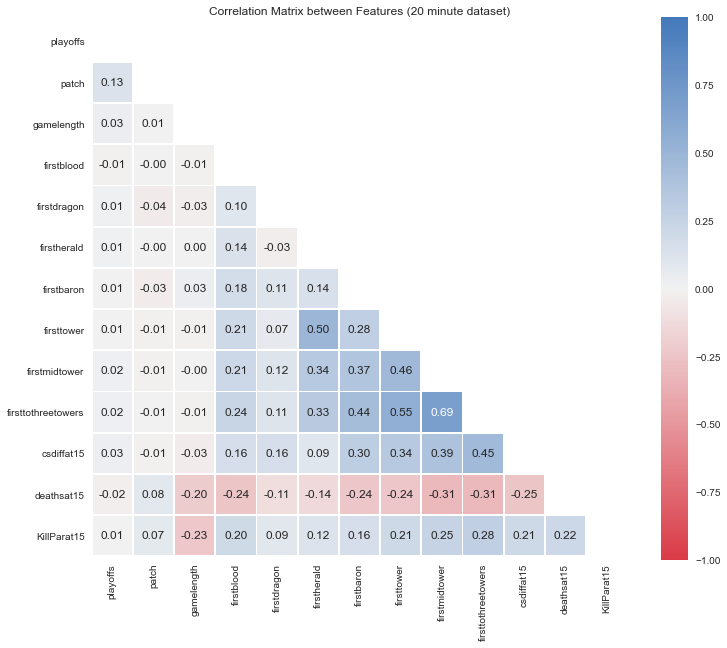 Correlation Matrix between Features (20 minute dataset)
playoffs
patch 0.13
gamelength 0.03 0.01
firstblood -0.01 -0.00 -0.01
firstdragon 0.01 -0.04 -0.03 0.10
firstherald 0.01 -0.00 0.00 0.14 -0.03
firstbaron 0.01 -0.03 0.03 0.18 0.11 0.14
firsttower 0.01 -0.01 -0.01 0.21 0.07 0.50 0.28
firstmidtower 0.02 -0.01 -0.00 0.21 0.12 0.34 0.37 0.46
firsttothreetowers 0.02 -0.01 -0.01 0.24 0.11 0.33 0.44 0.55 0.69
csdiffat15 0.03 -0.01 -0.03 0.16 0.16 0.09 0.30 0.34 0.39 0.45
deathsat15 -0.02 0.08 -0.20 -0.24 -0.11 -0.14 -0.24 -0.24 -0.31 -0.31 -0.25
KillParat15 0.01 0.07 -0.23 0.20 0.09 0.12 0.16 0.21 0.25 0.28 0.21 0.22
playoffs
patch
gamelength
firstblood
firstdragon
firstherald
firstbaron
firsttower
firstmidtower
firsttothreetowers
csdiffat15
deathsat15
KillParat15
1.00
0.75
0.50
0.25
0.00
-0.25
-0.50
-0.75
-1.00